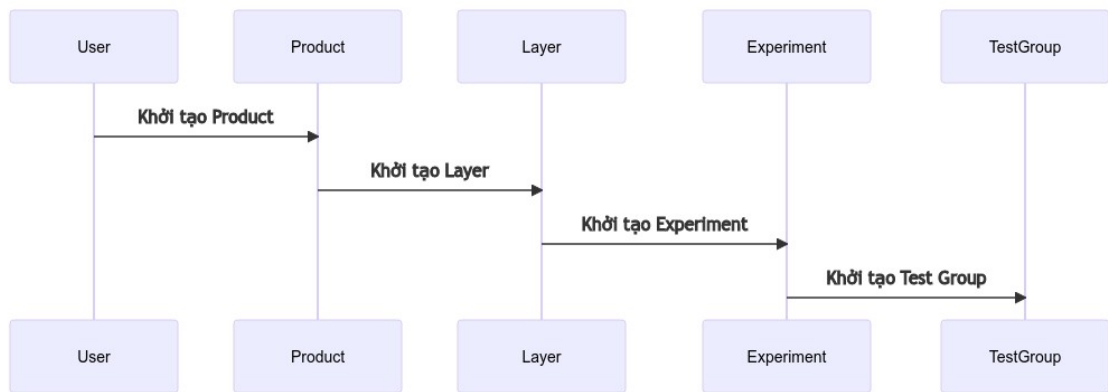 User
Product
Layer
Experiment
TestGroup
Khởi tạo Product
Khởi tạo Layer
Khởi tạo Experiment
Khởi tạo Test Group
User
Product
Layer
Experiment
TestGroup